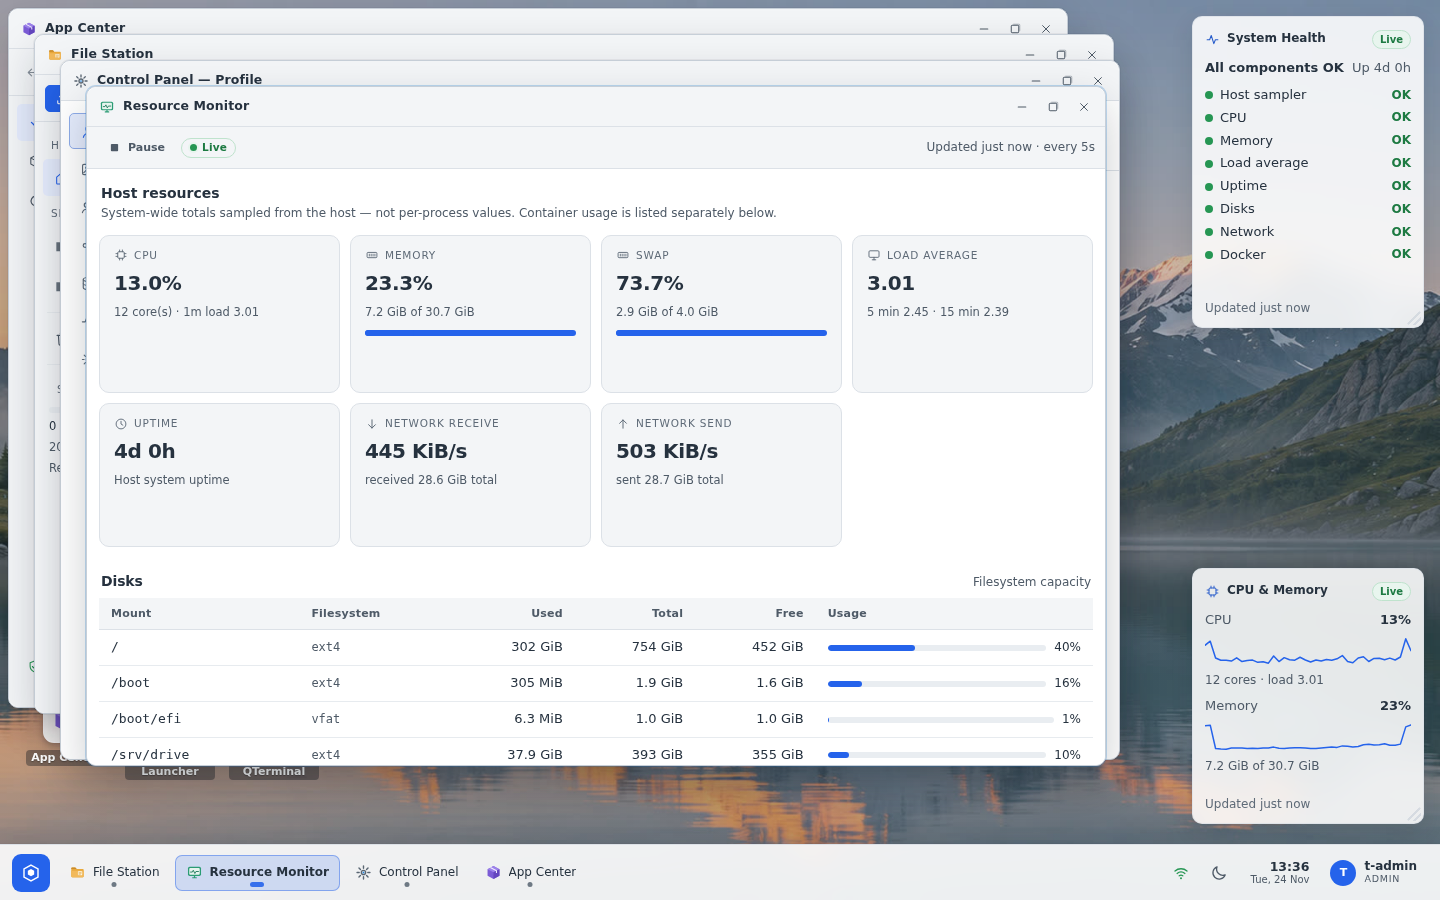 App Center
File Station
Control Panel — Profile
Resource Monitor
Pause
Live
Updated just now · every 5s
Host resources
System-wide totals sampled from the host — not per-process values. Container usage is listed separately below.
CPU
13.0%
12 core(s) · 1m load 3.01
MEMORY
23.3%
7.2 GiB of 30.7 GiB
SWAP
73.7%
2.9 GiB of 4.0 GiB
LOAD AVERAGE
3.01
5 min 2.45 · 15 min 2.39
UPTIME
4d 0h
Host system uptime
NETWORK RECEIVE
445 KiB/s
received 28.6 GiB total
NETWORK SEND
503 KiB/s
sent 28.7 GiB total
Disks
Filesystem capacity
Mount Filesystem Used Total Free Usage
/ ext4 302 GiB 754 GiB 452 GiB 40%
/boot ext4 305 MiB 1.9 GiB 1.6 GiB 16%
/boot/efi vfat 6.3 MiB 1.0 GiB 1.0 GiB 1%
/srv/drive ext4 37.9 GiB 393 GiB 355 GiB 10%
System Health
Live
All components OK Up 4d 0h
Host sampler OK
CPU OK
Memory OK
Load average OK
Uptime OK
Disks OK
Network OK
Docker OK
Updated just now
CPU & Memory
Live
CPU 13%
12 cores · load 3.01
Memory 23%
7.2 GiB of 30.7 GiB
Updated just now
App
Launcher
QTerminal
File Station
Resource Monitor
Control Panel
App Center
13:36
Tue, 24 Nov
T
t-admin
ADMIN